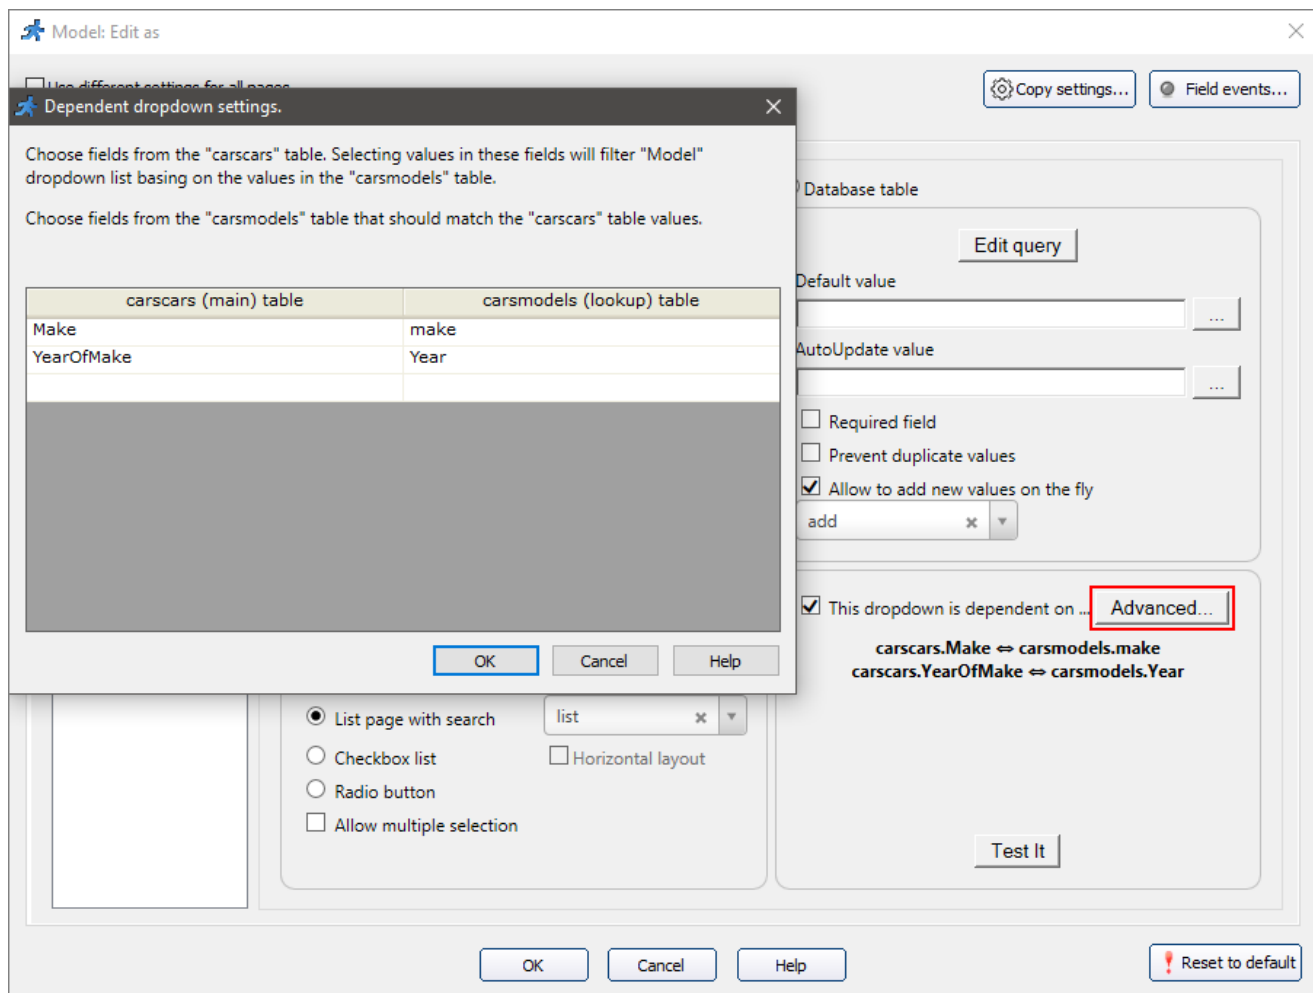 Model: Edit as
Use different settings for all pages
Copy settings...
Field events...
Dependent dropdown settings.
Choose fields from the "carscars" table. Selecting values in these fields will filter "Model"
dropdown list basing on the values in the "carsmodels" table.
Choose fields from the "carsmodels" table that should match the "carscars" table values.
carscars (main) table
carsmodels (lookup) table
Make
make
YearOfMake
Year
OK
Cancel
Help
Database table
Edit query
Default value
...
AutoUpdate value
...
Required field
Prevent duplicate values
Allow to add new values on the fly
add
This dropdown is dependent on ...
Advanced...
carscars.Make ⇔ carsmodels.make
carscars.YearOfMake ⇔ carsmodels.Year
List page with search
list
Checkbox list
Horizontal layout
Radio button
Allow multiple selection
Test It
OK
Cancel
Help
Reset to default